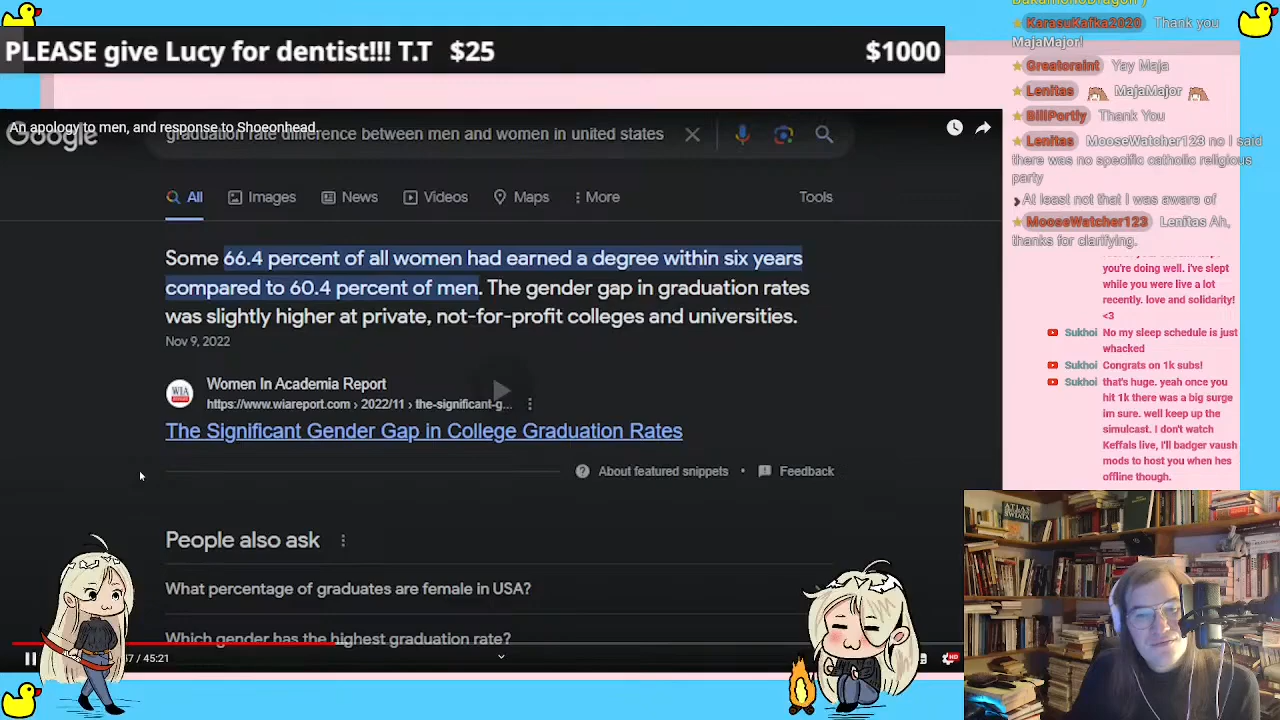 PLEASE give Lucy for dentist!!! T.T $25 $1000
An apology to men, and response to Shoeonhead.
Google
graduation rate difference between men and women in united states
All Images News Videos Maps More Tools
Some 66.4 percent of all women had earned a degree within six years
compared to 60.4 percent of men. The gender gap in graduation rates
was slightly higher at private, not-for-profit colleges and universities.
Nov 9, 2022
WIA
Women In Academia Report
https://www.wiareport.com › 2022/11 › the-significant-g...
The Significant Gender Gap in College Graduation Rates
About featured snippets • Feedback
People also ask
What percentage of graduates are female in USA?
Which gender has the highest graduation rate?
7 / 45:21
HD
BakamonoDragon )
KarasuKafka2020 Thank you
MajaMajor!
Greatoraint Yay Maja
Lenitas MajaMajor
BillPortly Thank You
Lenitas MooseWatcher123 no I said
there was no specific catholic religious
party
At least not that I was aware of
MooseWatcher123 Lenitas Ah,
thanks for clarifying.
you're doing well. i've slept
while you were live a lot
recently. love and solidarity!
<3
Sukhoi No my sleep schedule is just
whacked
Sukhoi Congrats on 1k subs!
Sukhoi that's huge. yeah once you
hit 1k there was a big surge
im sure. well keep up the
simulcast. I don't watch
Keffals live, I'll badger vaush
mods to host you when hes
offline though.
ATLAS
ŚWIATA